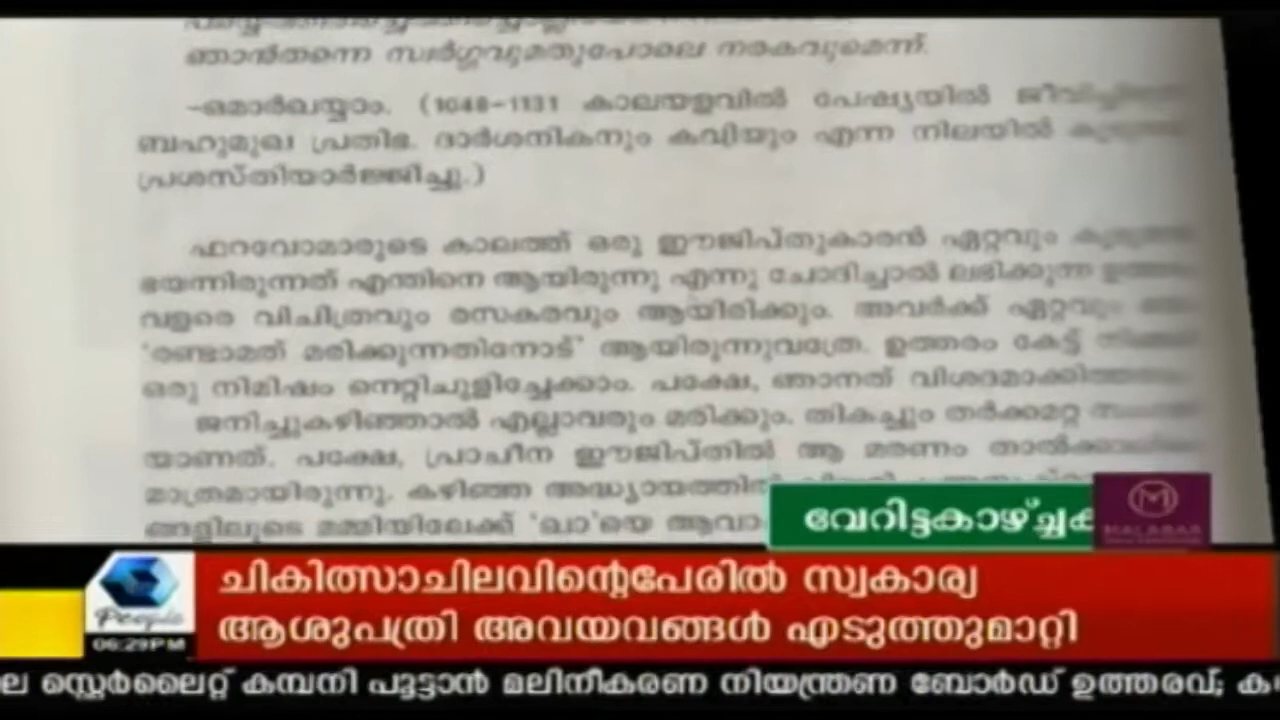 ഞാൻതന്നെ സ്വർഗ്ഗവുമതുപോലെ നരകവുമെന്ന്.
-ഒമാർഖയ്യാം. (1048-1131 കാലയളവിൽ പേർഷ്യയിൽ
ബഹുമുഖ പ്രതിഭ. ദാർശനികനും കവിയും എന്ന നിലയിൽ
പ്രശസ്തിയാർജ്ജിച്ചു.)
ഫറവോമാരുടെ കാലത്ത് ഒരു ഈജിപ്തുകാരൻ ഏറ്റവും
ഭയന്നിരുന്നത് എന്തിനെ ആയിരുന്നു എന്നു ചോദിച്ചാൽ ലഭിക്കുന്ന
വളരെ വിചിത്രവും രസകരവും ആയിരിക്കും. അവർക്ക് ഏറ്റവും
'രണ്ടാമത് മരിക്കുന്നതിനോട്' ആയിരുന്നുവത്രേ. ഉത്തരം കേട്ട്
ഒരു നിമിഷം നെറ്റിചുളിച്ചേക്കാം. പക്ഷേ, ഞാനത്
ജനിച്ചുകഴിഞ്ഞാൽ എല്ലാവരും മരിക്കും. തികച്ചും തർക്കമറ്റ
യാണത്. പക്ഷേ, പ്രാചീന ഈജിപ്തിൽ ആ മരണം
മാത്രമായിരുന്നു. കഴിഞ്ഞ അദ്ധ്യായത്തിൽ
ങ്ങളിലൂടെ മമ്മിയിലേക്ക് 'ഖാ'യെ
വേറിട്ടകാഴ്ച്ചക
MALABAR
People
06:29PM
ചികിത്സാചിലവിന്റെപേരിൽ സ്വകാര്യ
ആശുപത്രി അവയവങ്ങൾ എടുത്തുമാറ്റി
ല സ്റ്റെർലൈറ്റ് കമ്പനി പൂട്ടാൻ മലിനീകരണ നിയന്ത്രണ ബോർഡ് ഉത്തരവ്;